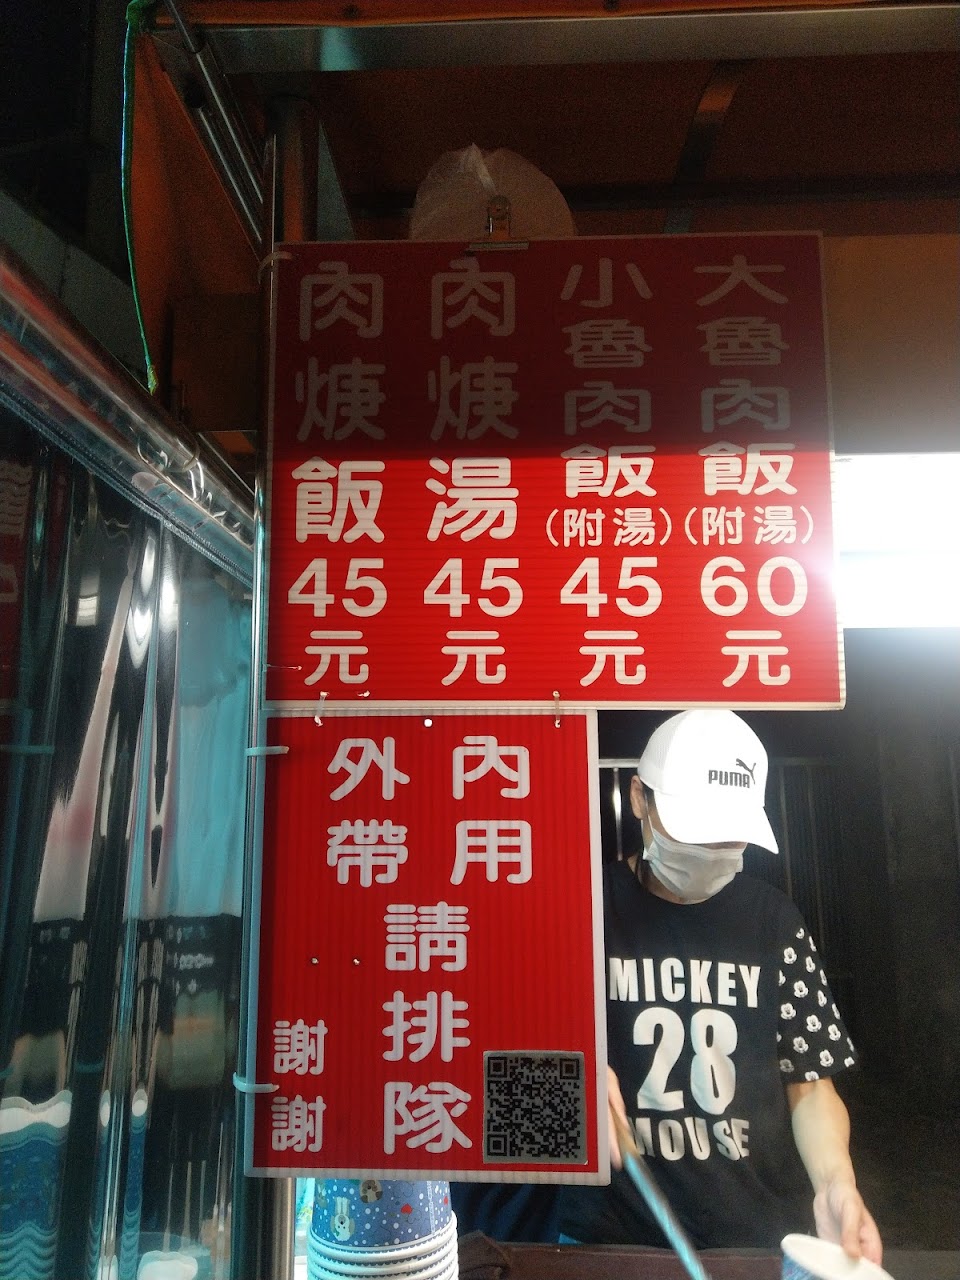 大魯肉飯(附湯)60元
小魯肉飯(附湯)45元
肉焿湯45元
肉焿飯45元
內用
外帶
請排隊
謝謝
PUMA
MICKEY
28
MOUSE